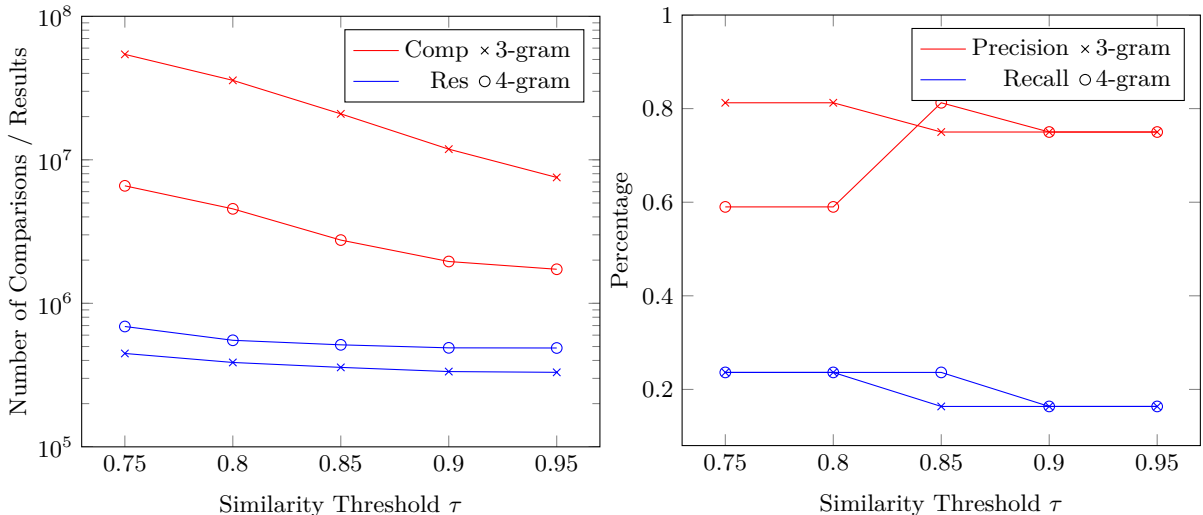 10^8
10^7
10^6
10^5
Number of Comparisons / Results
Comp × 3-gram
Res ○ 4-gram
0.75 0.8 0.85 0.9 0.95
Similarity Threshold τ
1
0.8
0.6
0.4
0.2
Percentage
Precision × 3-gram
Recall ○ 4-gram
0.75 0.8 0.85 0.9 0.95
Similarity Threshold τ